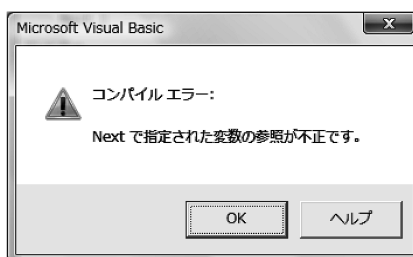 Microsoft Visual Basic
x
コンパイル エラー:
Next で指定された変数の参照が不正です。
OK
ヘルプ